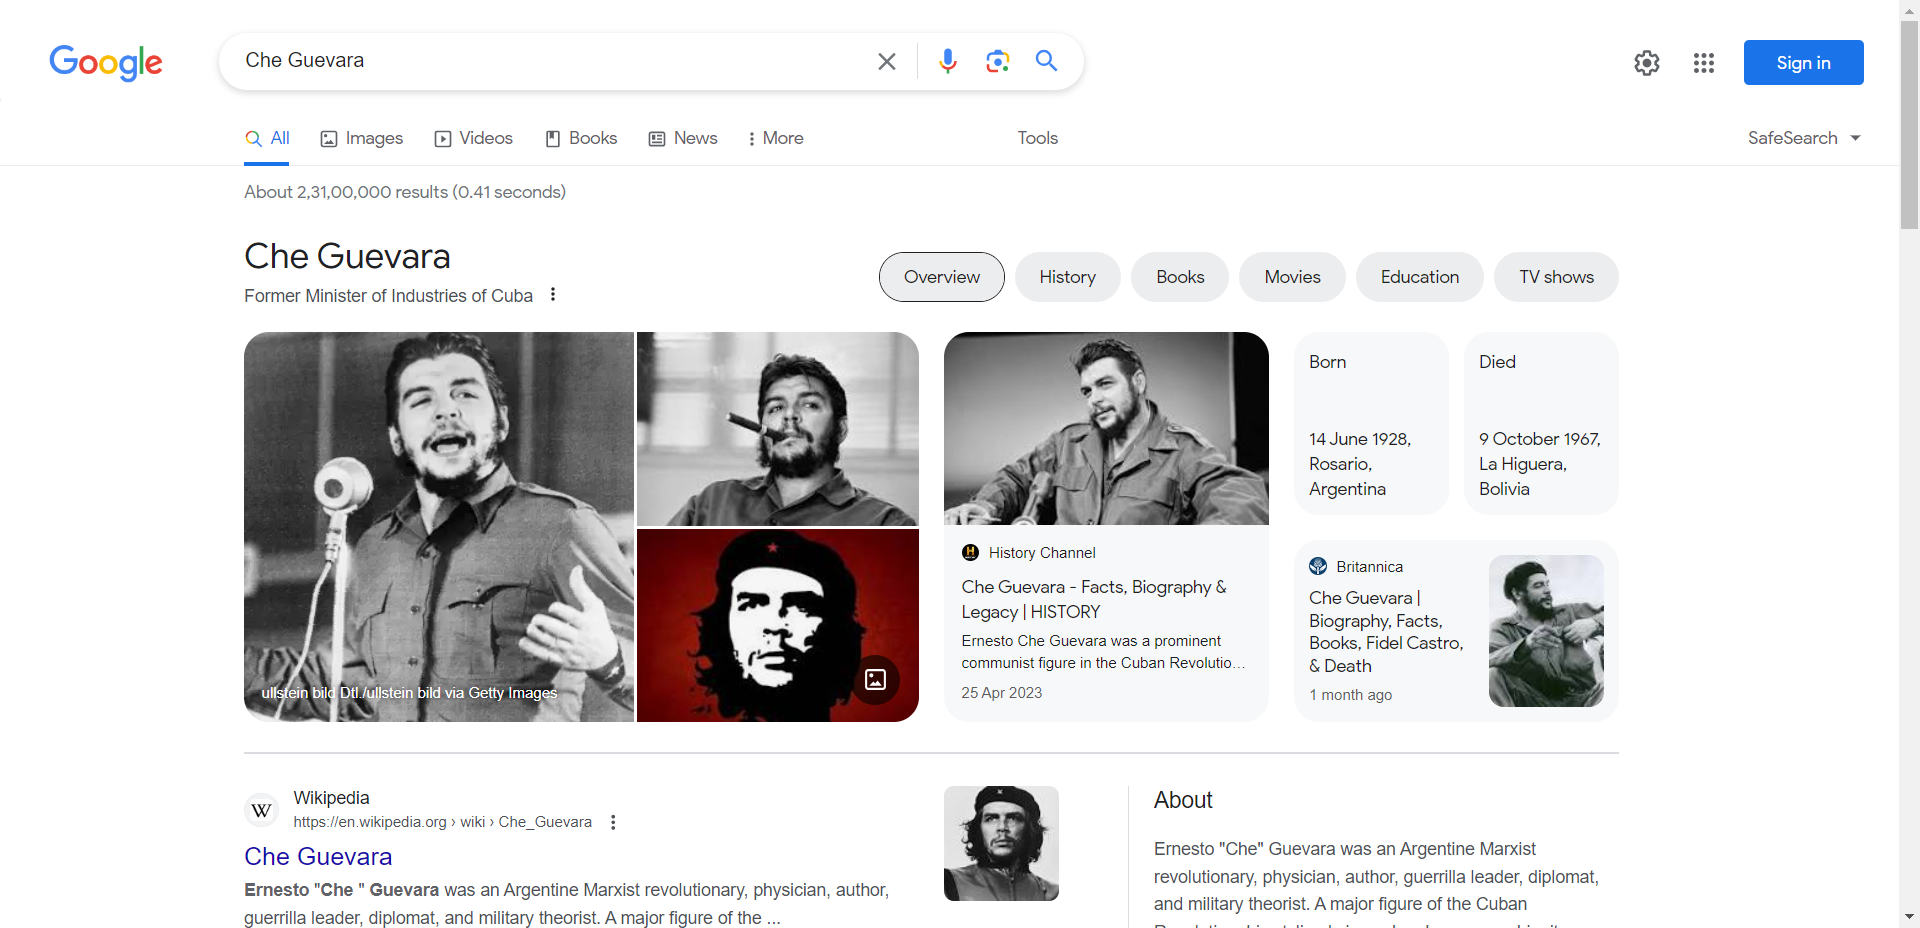 Google
Che Guevara
Sign in
All
Images
Videos
Books
News
More
Tools
SafeSearch
About 2,31,00,000 results (0.41 seconds)
Che Guevara
Former Minister of Industries of Cuba
Overview
History
Books
Movies
Education
TV shows
ullstein bild Dtl./ullstein bild via Getty Images
H
History Channel
Che Guevara - Facts, Biography &
Legacy | HISTORY
Ernesto Che Guevara was a prominent
communist figure in the Cuban Revolutio…
25 Apr 2023
Born
14 June 1928,
Rosario,
Argentina
Died
9 October 1967,
La Higuera,
Bolivia
Britannica
Che Guevara |
Biography, Facts,
Books, Fidel Castro,
& Death
1 month ago
W
Wikipedia
https://en.wikipedia.org › wiki › Che_Guevara
Che Guevara
Ernesto "Che " Guevara was an Argentine Marxist revolutionary, physician, author,
guerrilla leader, diplomat, and military theorist. A major figure of the ...
About
Ernesto "Che" Guevara was an Argentine Marxist
revolutionary, physician, author, guerrilla leader, diplomat,
and military theorist. A major figure of the Cuban